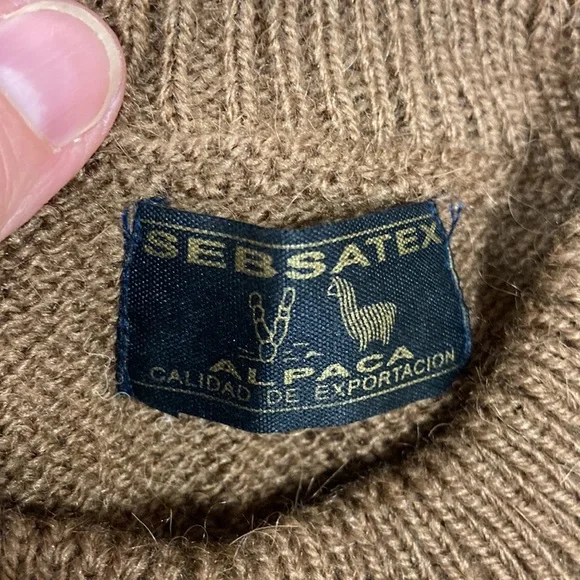 SEBSATEX
ALPACA
CALIDAD DE EXPORTACION